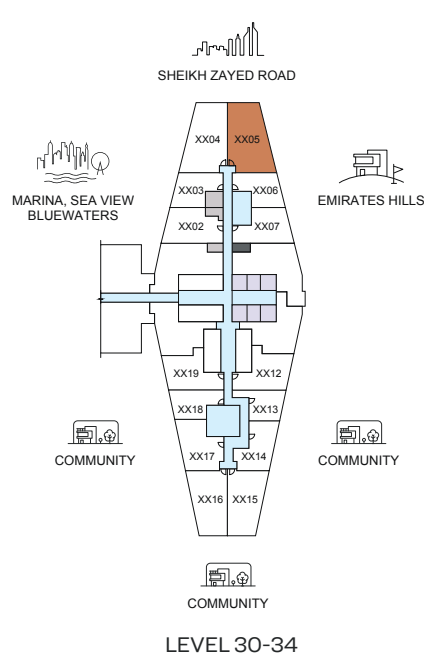 SHEIKH ZAYED ROAD
XX04
XX05
MARINA, SEA VIEW
BLUEWATERS
EMIRATES HILLS
XX03
XX06
XX02
XX07
XX19
XX12
XX18
XX13
COMMUNITY
COMMUNITY
XX17
XX14
XX16
XX15
COMMUNITY
LEVEL 30-34